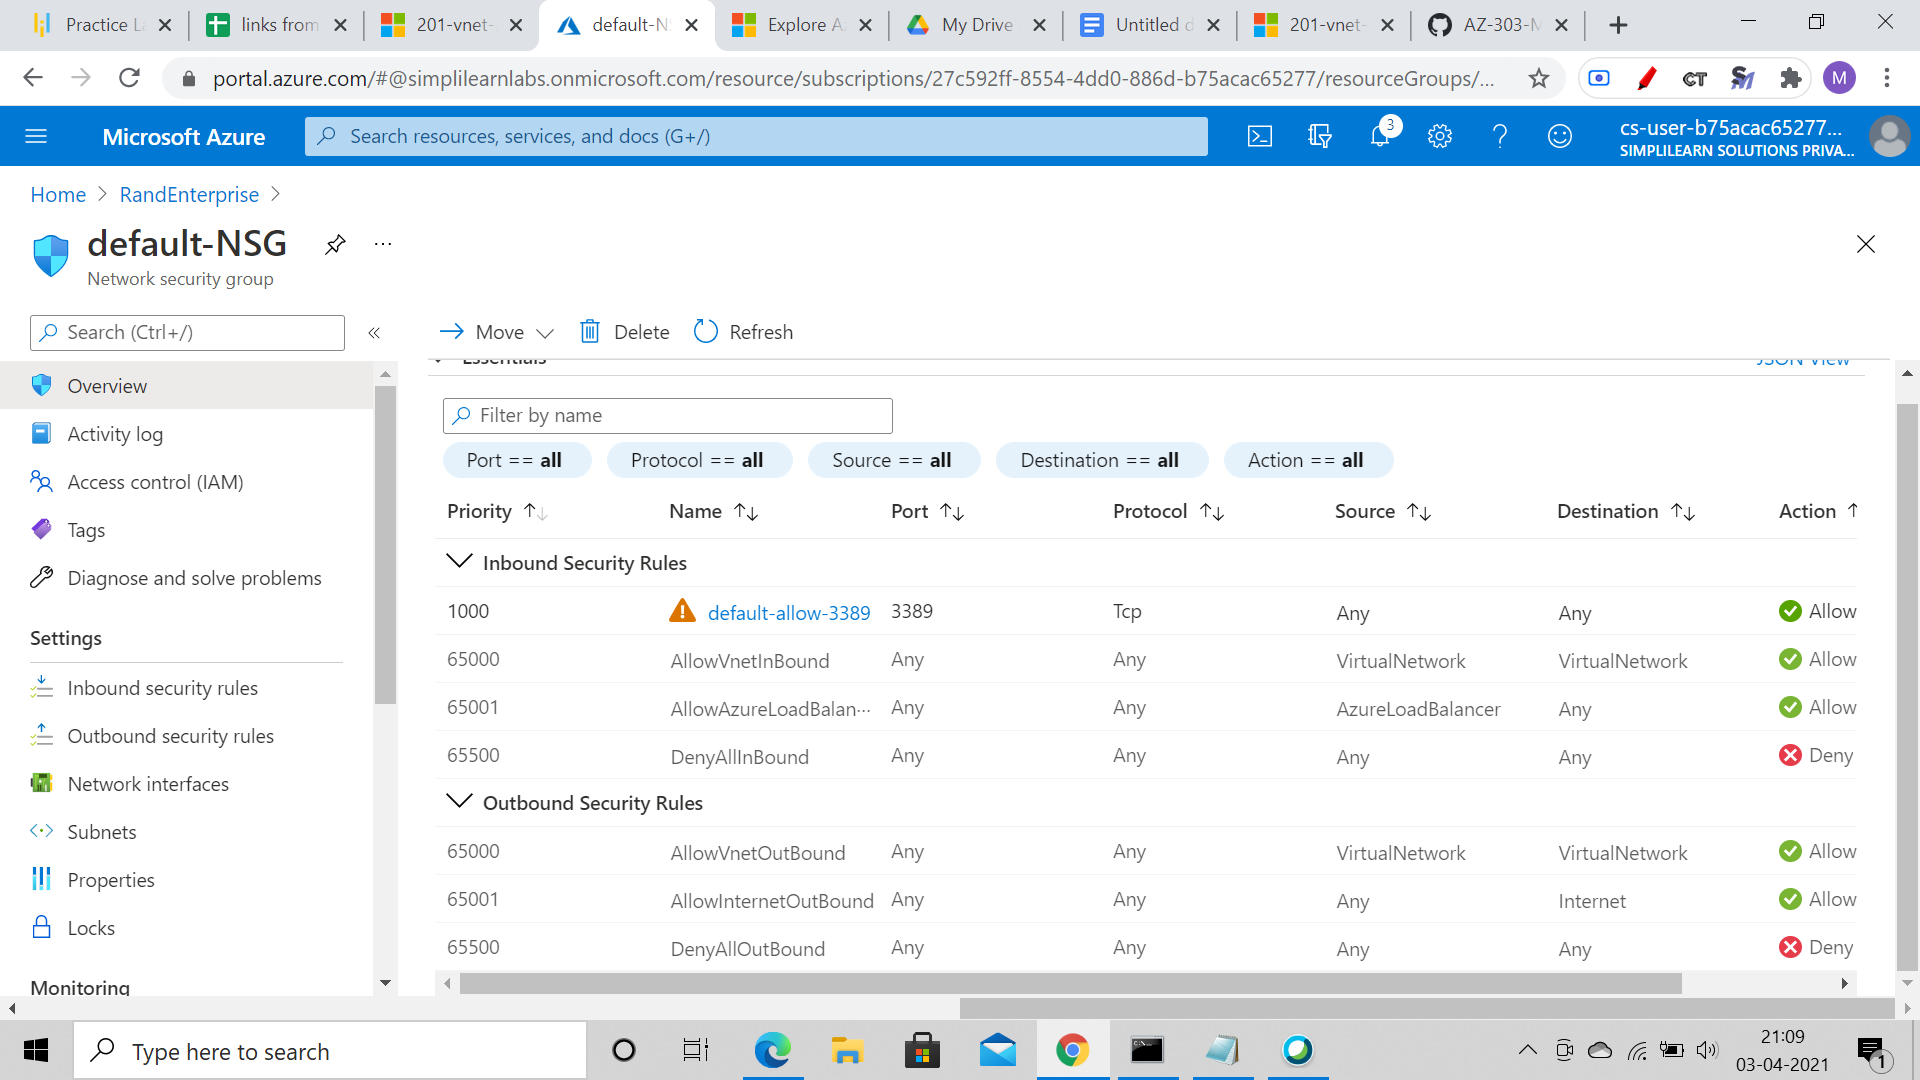 Practice La
links from
201-vnet-
default-NS
Explore Az
My Drive
Untitled d
201-vnet-
AZ-303-M
portal.azure.com/#@simplilearnlabs.onmicrosoft.com/resource/subscriptions/27c592ff-8554-4dd0-886d-b75acac65277/resourceGroups/...
CT
M
Microsoft Azure
Search resources, services, and docs (G+/)
3
cs-user-b75acac65277...
SIMPLILEARN SOLUTIONS PRIVA...
Home > RandEnterprise >
default-NSG
...
Network security group
Search (Ctrl+/)
«
Move
Delete
Refresh
Essentials
JSON View
Overview
Activity log
Access control (IAM)
Tags
Diagnose and solve problems
Settings
Inbound security rules
Outbound security rules
Network interfaces
Subnets
Properties
Locks
Monitoring
Filter by name
Port == all Protocol == all Source == all Destination == all Action == all
Priority Name Port Protocol Source Destination Action
Inbound Security Rules
1000 default-allow-3389 3389 Tcp Any Any Allow
65000 AllowVnetInBound Any Any VirtualNetwork VirtualNetwork Allow
65001 AllowAzureLoadBalan... Any Any AzureLoadBalancer Any Allow
65500 DenyAllInBound Any Any Any Any Deny
Outbound Security Rules
65000 AllowVnetOutBound Any Any VirtualNetwork VirtualNetwork Allow
65001 AllowInternetOutBound Any Any Any Internet Allow
65500 DenyAllOutBound Any Any Any Any Deny
Type here to search
21:09
03-04-2021
1